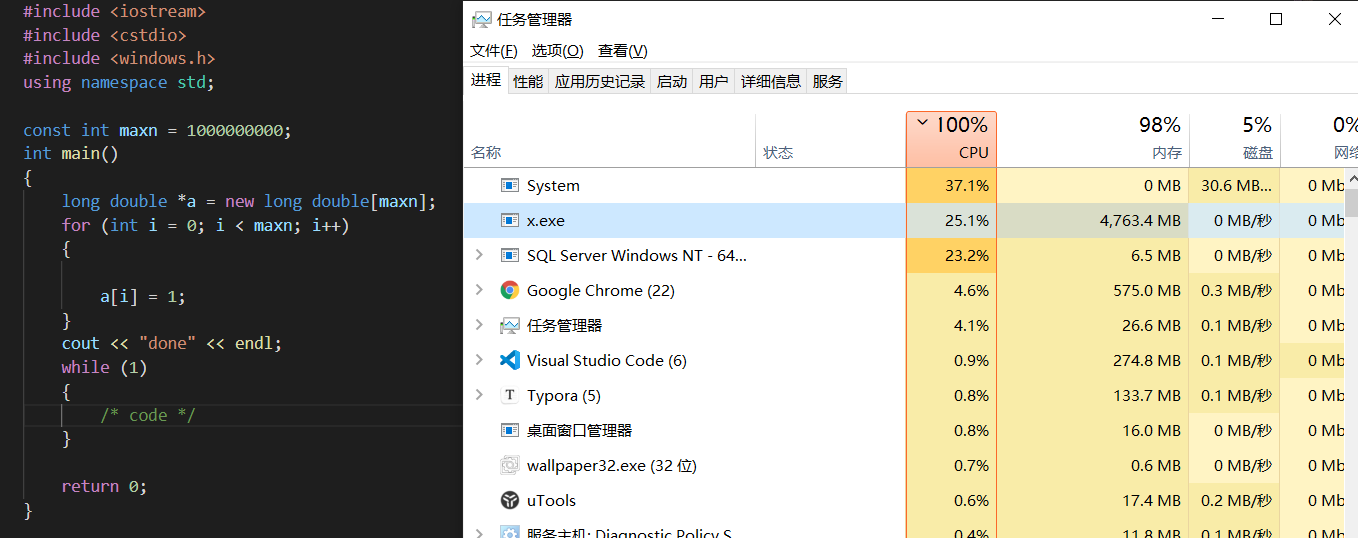 #include <iostream>
#include <cstdio>
#include <windows.h>
using namespace std;
const int maxn = 1000000000;
int main()
{
long double *a = new long double[maxn];
for (int i = 0; i < maxn; i++)
{
a[i] = 1;
}
cout << "done" << endl;
while (1)
{
/* code */
}
return 0;
}
任务管理器
文件(F) 选项(O) 查看(V)
进程 性能 应用历史记录 启动 用户 详细信息 服务
100% 98% 5% 0%
名称 状态 CPU 内存 磁盘 网络
System 37.1% 0 MB 30.6 MB... 0 Mb
x.exe 25.1% 4,763.4 MB 0 MB/秒 0 Mb
SQL Server Windows NT - 64... 23.2% 6.5 MB 0 MB/秒 0 Mb
Google Chrome (22) 4.6% 575.0 MB 0.3 MB/秒 0 Mb
任务管理器 4.1% 26.6 MB 0.1 MB/秒 0 Mb
Visual Studio Code (6) 0.9% 274.8 MB 0.1 MB/秒 0 Mb
Typora (5) 0.8% 133.7 MB 0.1 MB/秒 0 Mb
桌面窗口管理器 0.8% 16.0 MB 0 MB/秒 0 Mb
wallpaper32.exe (32 位) 0.7% 0.6 MB 0 MB/秒 0 Mb
uTools 0.6% 17.4 MB 0.2 MB/秒 0 Mb
服务主机: Diagnostic Policy S... 0.4% 11.8 MB 0.1 MB/秒 0 Mb